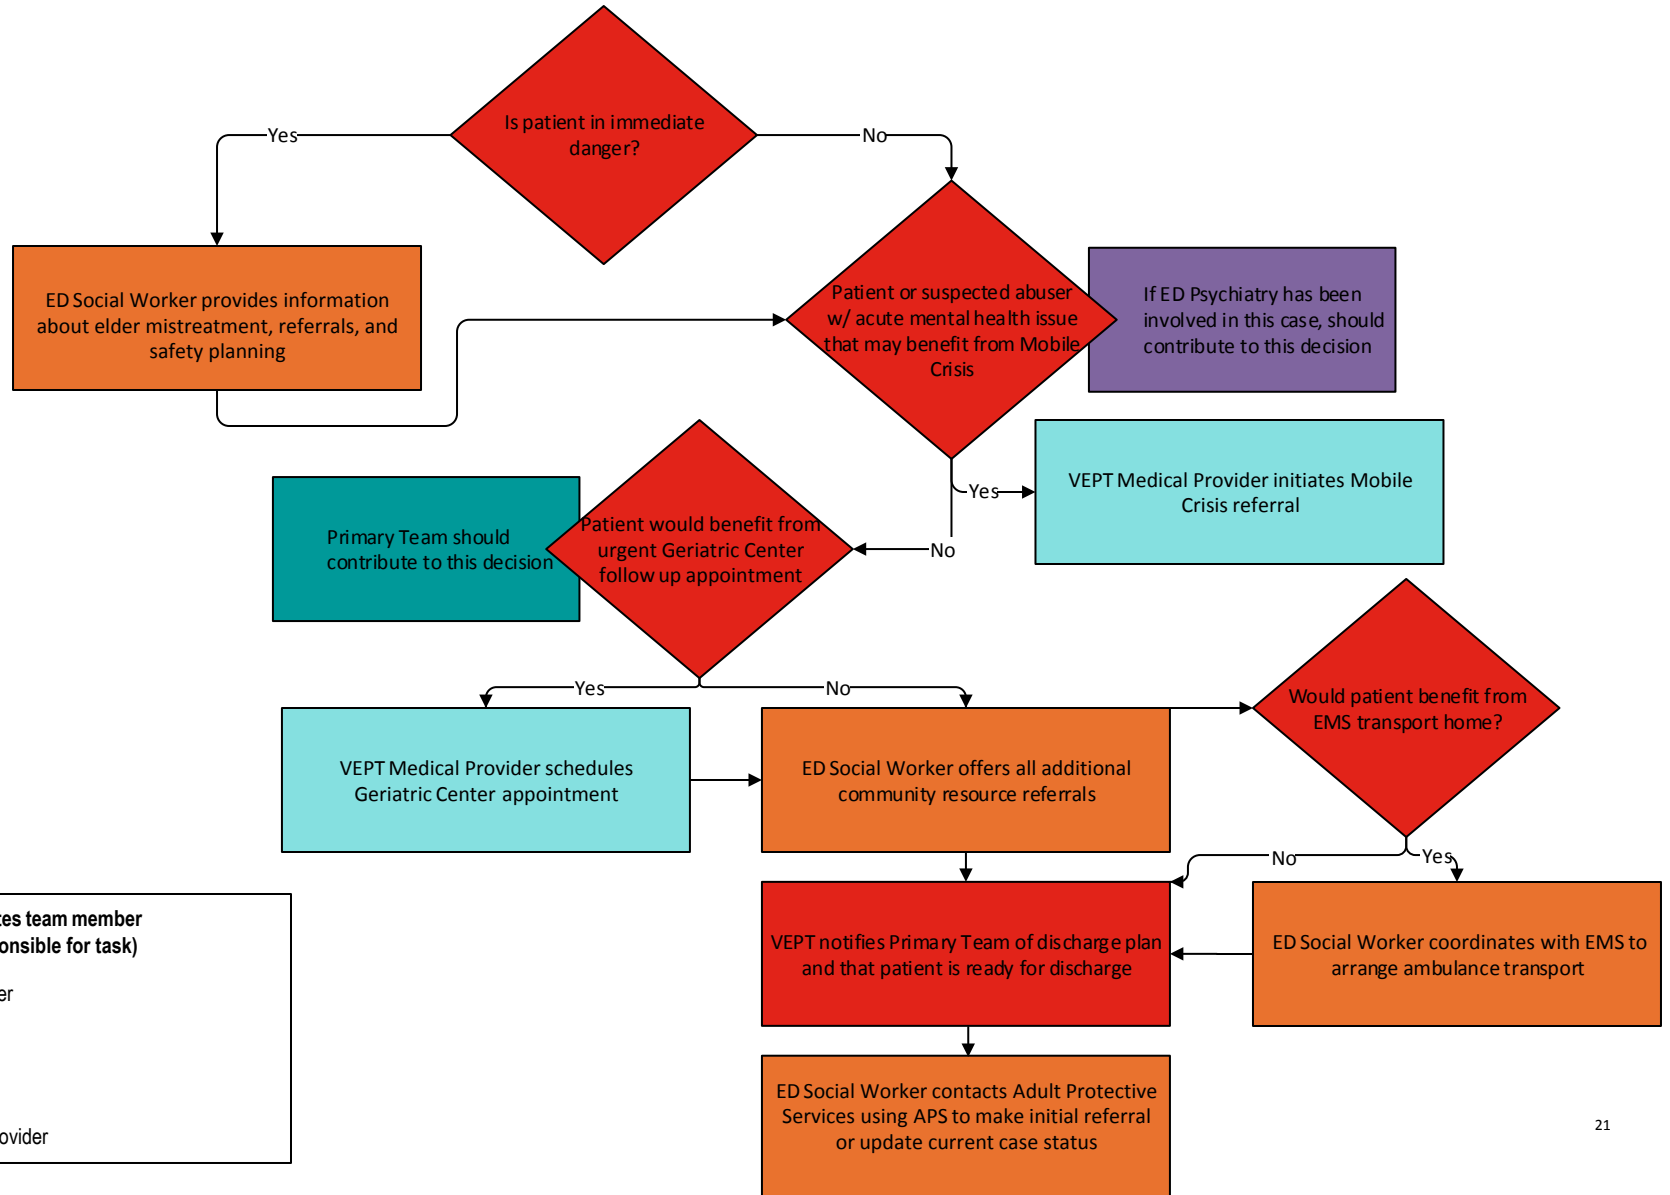 Is patient in immediate
danger?
Yes
No
ED Social Worker provides information
about elder mistreatment, referrals, and
safety planning
Patient or suspected abuser
w/ acute mental health issue
that may benefit from Mobile
Crisis
If ED Psychiatry has been
involved in this case, should
contribute to this decision
Yes
No
VEPT Medical Provider initiates Mobile
Crisis referral
Primary Team should
contribute to this decision
Patient would benefit from
urgent Geriatric Center
follow up appointment
Yes
No
VEPT Medical Provider schedules
Geriatric Center appointment
ED Social Worker offers all additional
community resource referrals
Would patient benefit from
EMS transport home?
No
Yes
VEPT notifies Primary Team of discharge plan
and that patient is ready for discharge
ED Social Worker coordinates with EMS to
arrange ambulance transport
ED Social Worker contacts Adult Protective
Services using APS to make initial referral
or update current case status
team member
for task)
21